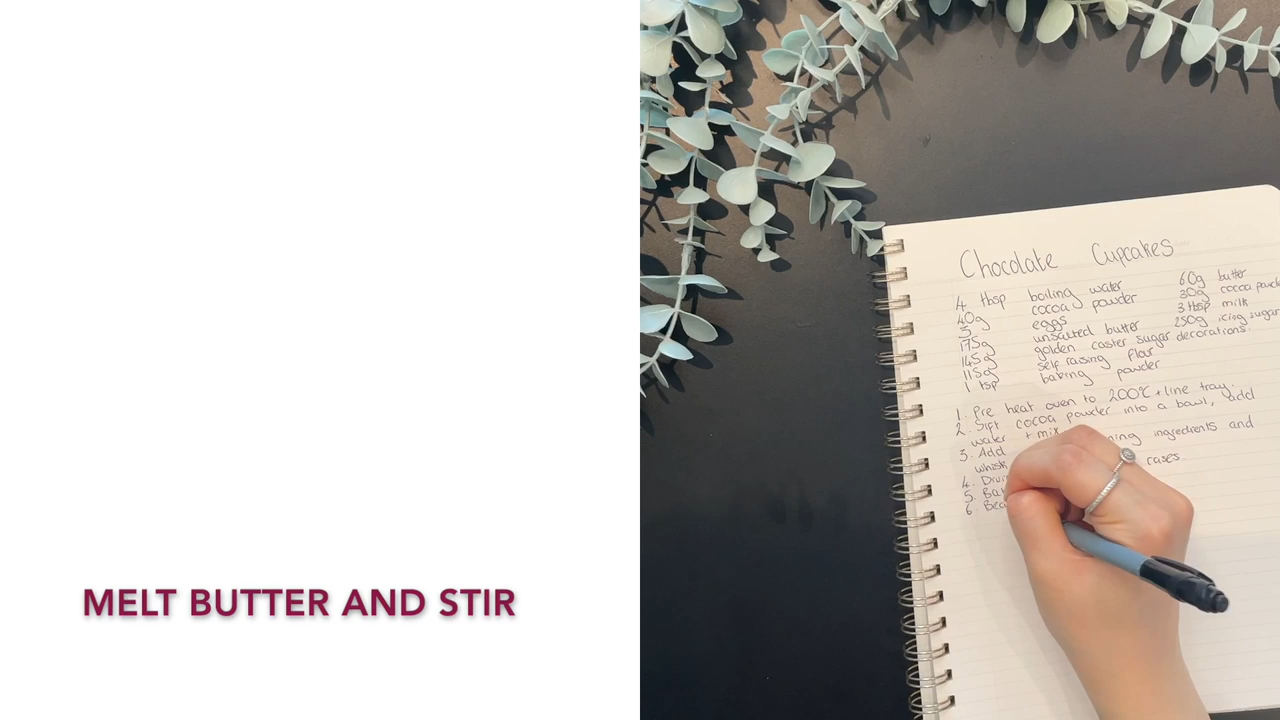 MELT BUTTER AND STIR
Chocolate Cupcakes
4 tbsp boiling water
40g cocoa powder
3 eggs
175g unsalted butter
145g golden caster sugar
115g self raising flour
1 tsp baking powder
60g butter
30g cocoa powde
3 tbsp milk
250g icing sugar
decorations.
1. Pre heat oven to 200°C + line tray.
2. Sift cocoa powder into a bowl, add
water + mix
3. Add ingredients and
whisk
4.
5.
6.